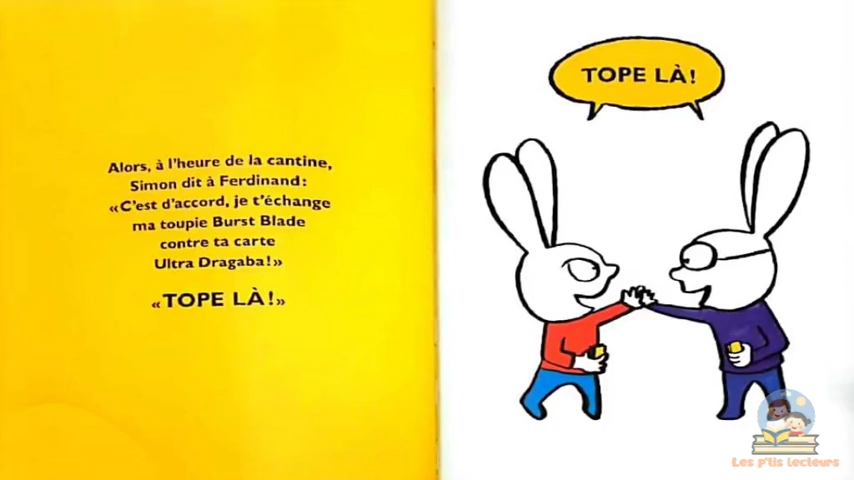 Alors, à l'heure de la cantine,
Simon dit à Ferdinand:
«C'est d'accord, je t'échange
ma toupie Burst Blade
contre ta carte
Ultra Dragaba!»
«TOPE LÀ!»
TOPE LÀ!
Les p'tis lecteurs